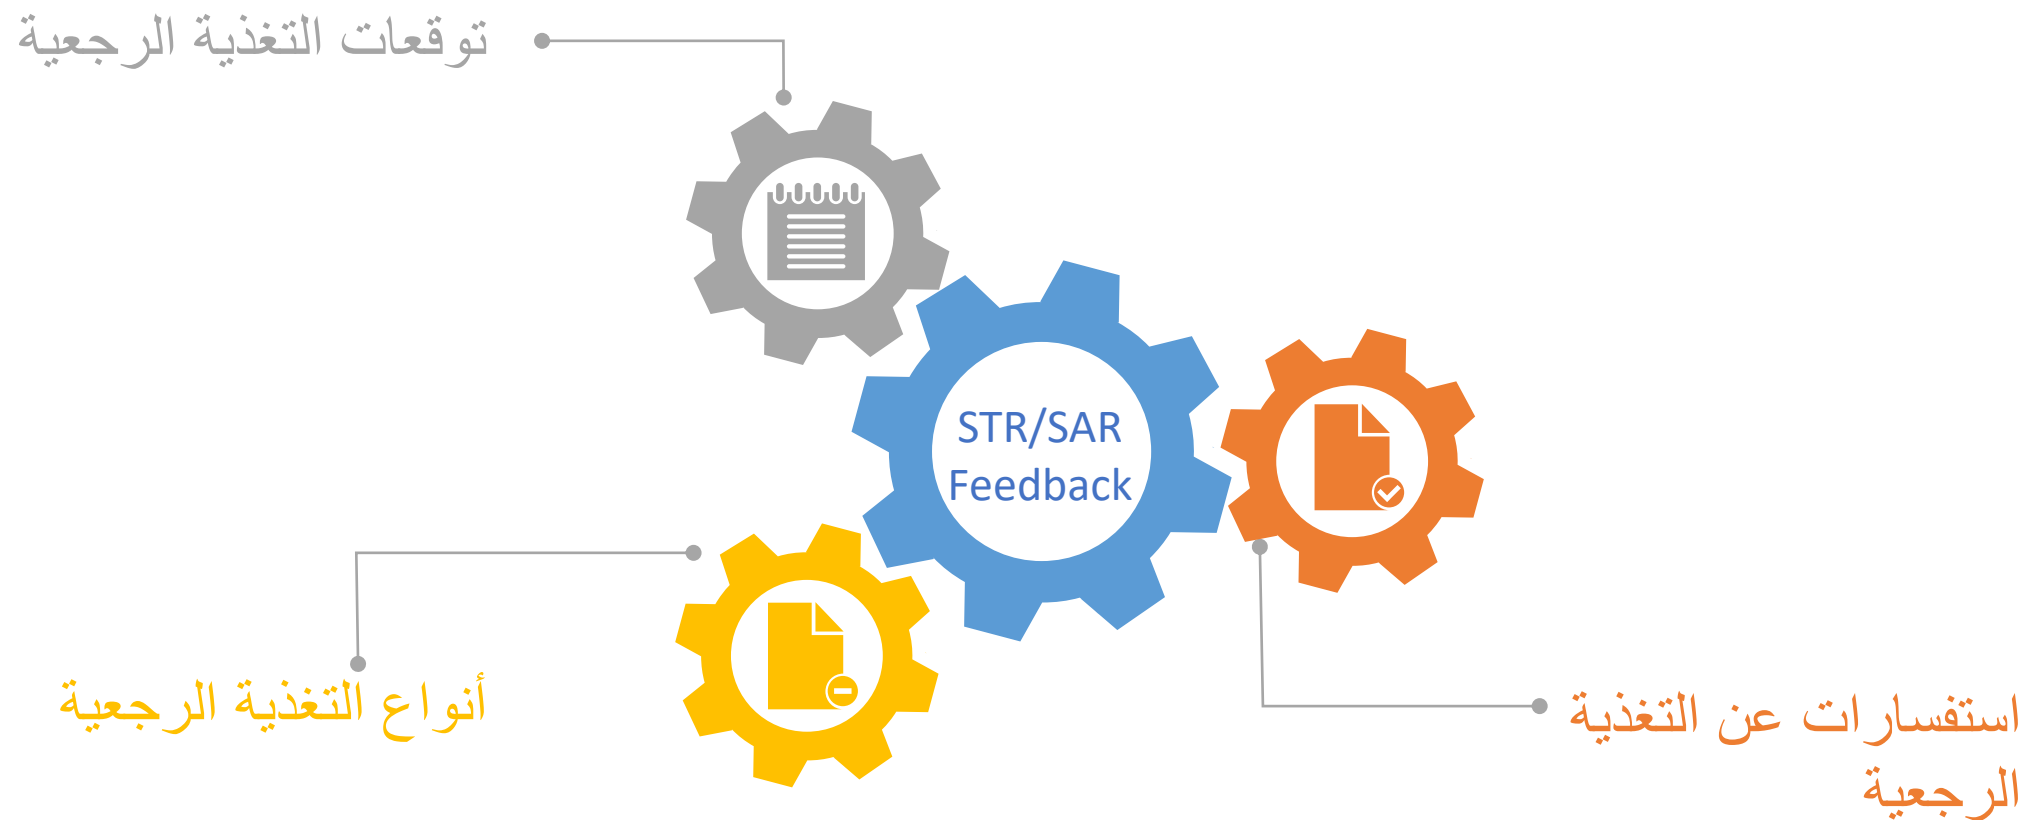 توقعات التغذية الرجعية
STR/SAR
Feedback
أنواع التغذية الرجعية
استفسارات عن التغذية
الرجعية